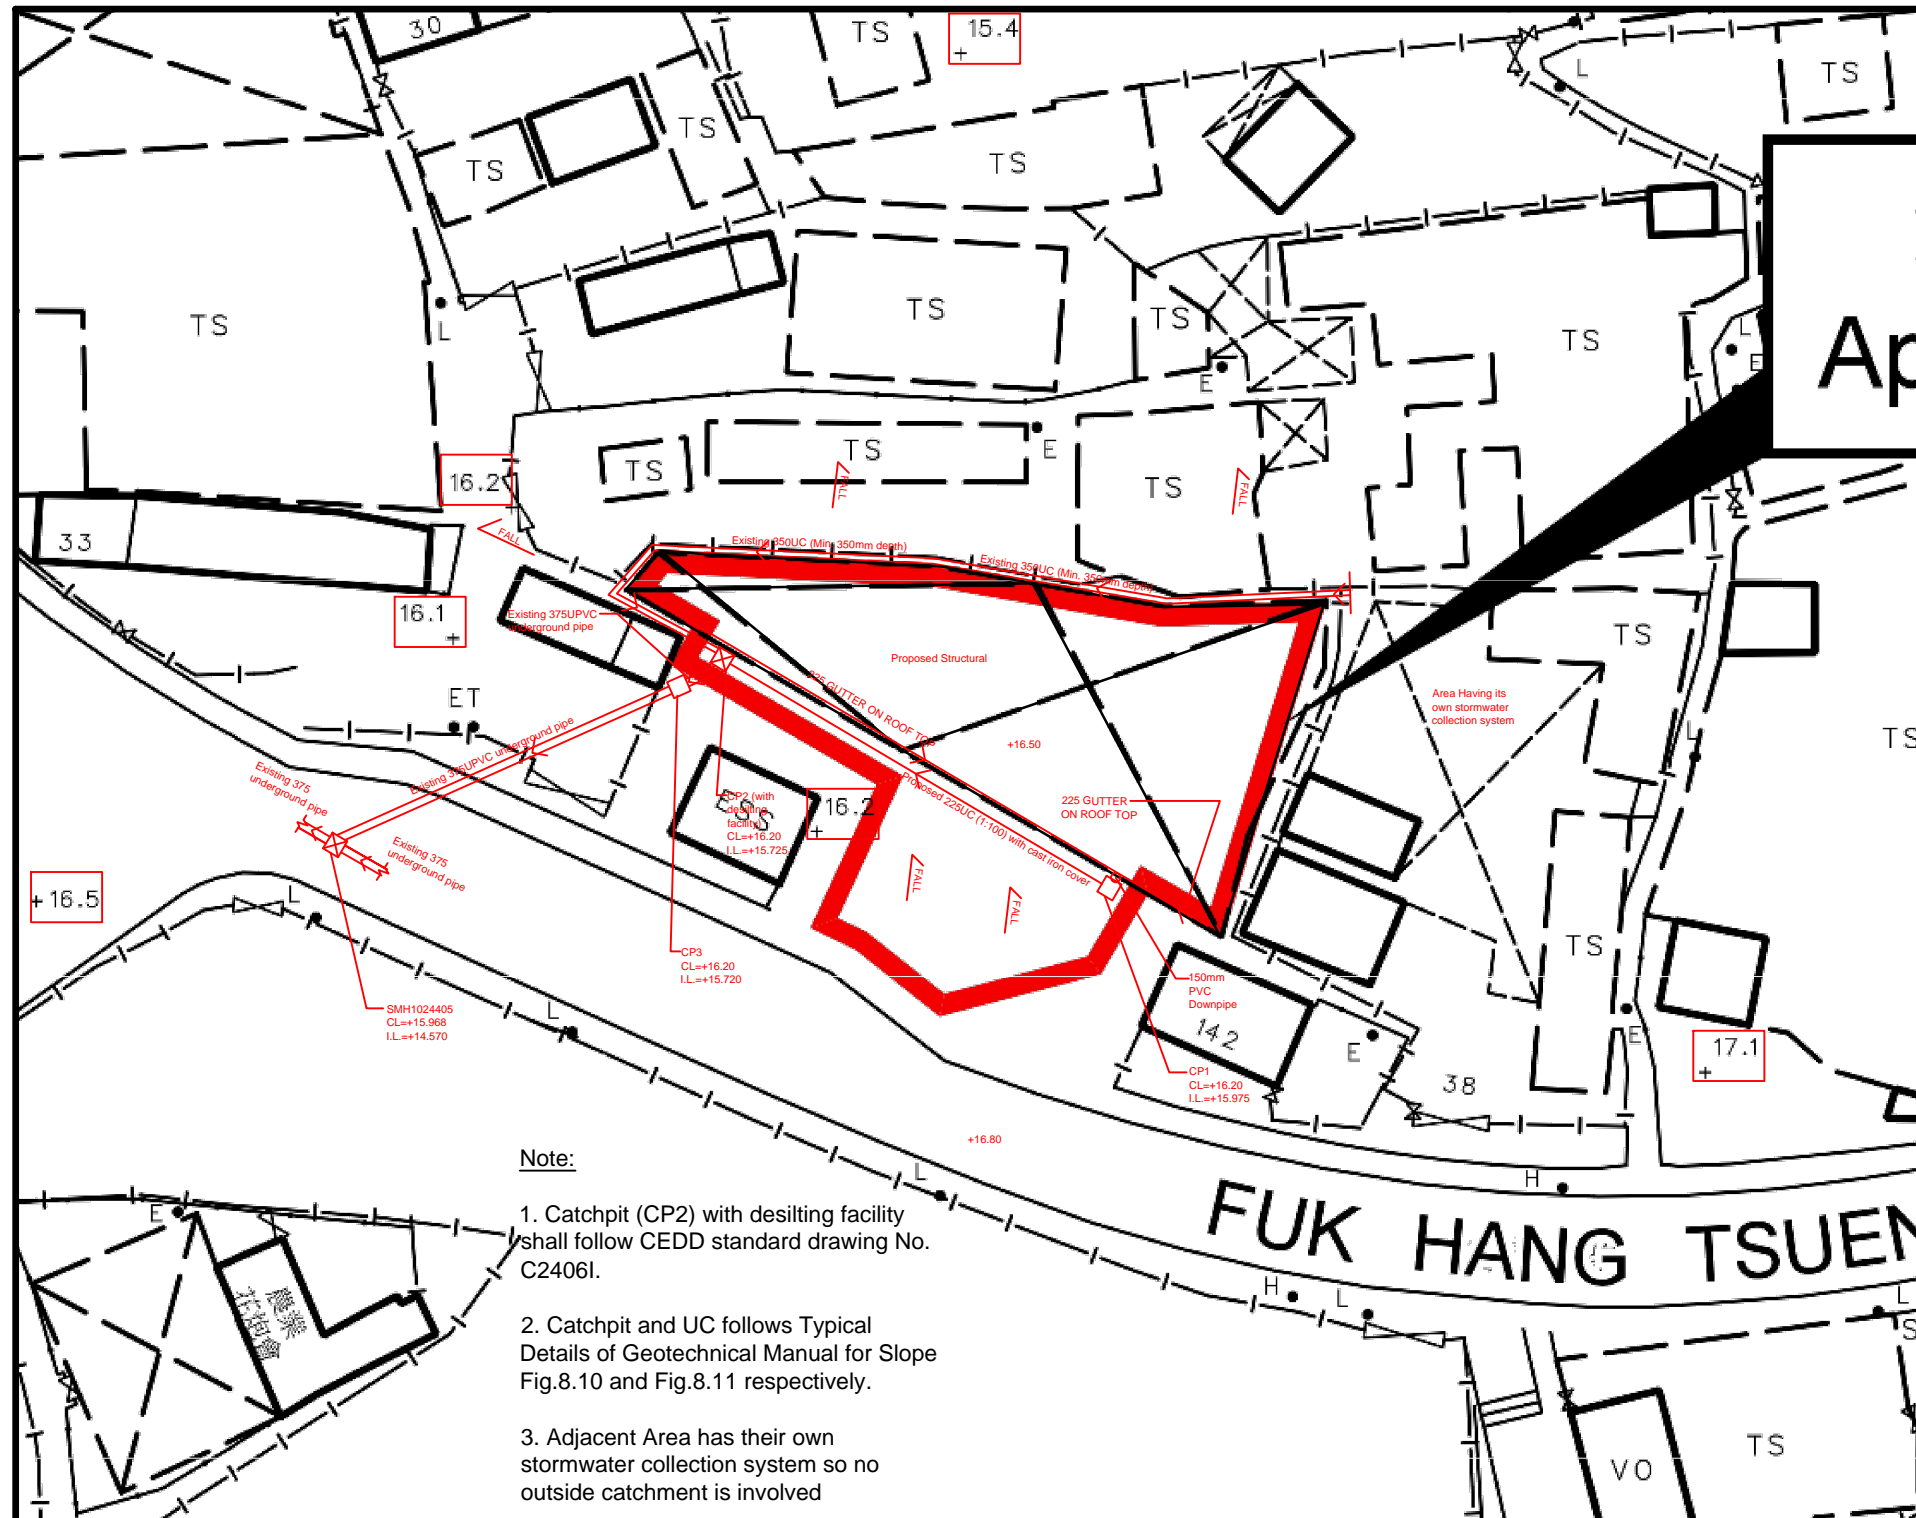 30
TS
15.4
TS
TS
TS
TS
TS
TS
TS
TS
L
L
L
E
E
Ap
16.2
TS
TS
E
TS
FALL
FALL
FALL
33
Existing 350UC (Min. 350mm depth)
Existing 350UC (Min. 350mm depth)
16.1
Existing 375UPVC
underground pipe
TS
Proposed Structural
Area Having its
own stormwater
collection system
ET
225 GUTTER ON ROOF TOP
+16.50
L
TS
Existing 375UPVC underground pipe
Existing 375
underground pipe
ESS
CP2 (with
desilting
facility)
CL=+16.20
I.L.=+15.725
16.2
Proposed 225UC (1:100) with cast iron cover
225 GUTTER
ON ROOF TOP
Existing 375
underground pipe
+16.5
L
FALL
FALL
TS
CP3
CL=+16.20
I.L.=+15.720
150mm
PVC
Downpipe
SMH1024405
CL=+15.968
I.L.=+14.570
L
142
E
E
17.1
CP1
CL=+16.20
I.L.=+15.975
38
+16.80
Note:
L
H
E
1. Catchpit (CP2) with desilting facility
shall follow CEDD standard drawing No.
C2406I.
FUK HANG TSUEN
農業
花炮會
H
L
L
S
2. Catchpit and UC follows Typical
Details of Geotechnical Manual for Slope
Fig.8.10 and Fig.8.11 respectively.
3. Adjacent Area has their own
stormwater collection system so no
outside catchment is involved
TS
VO